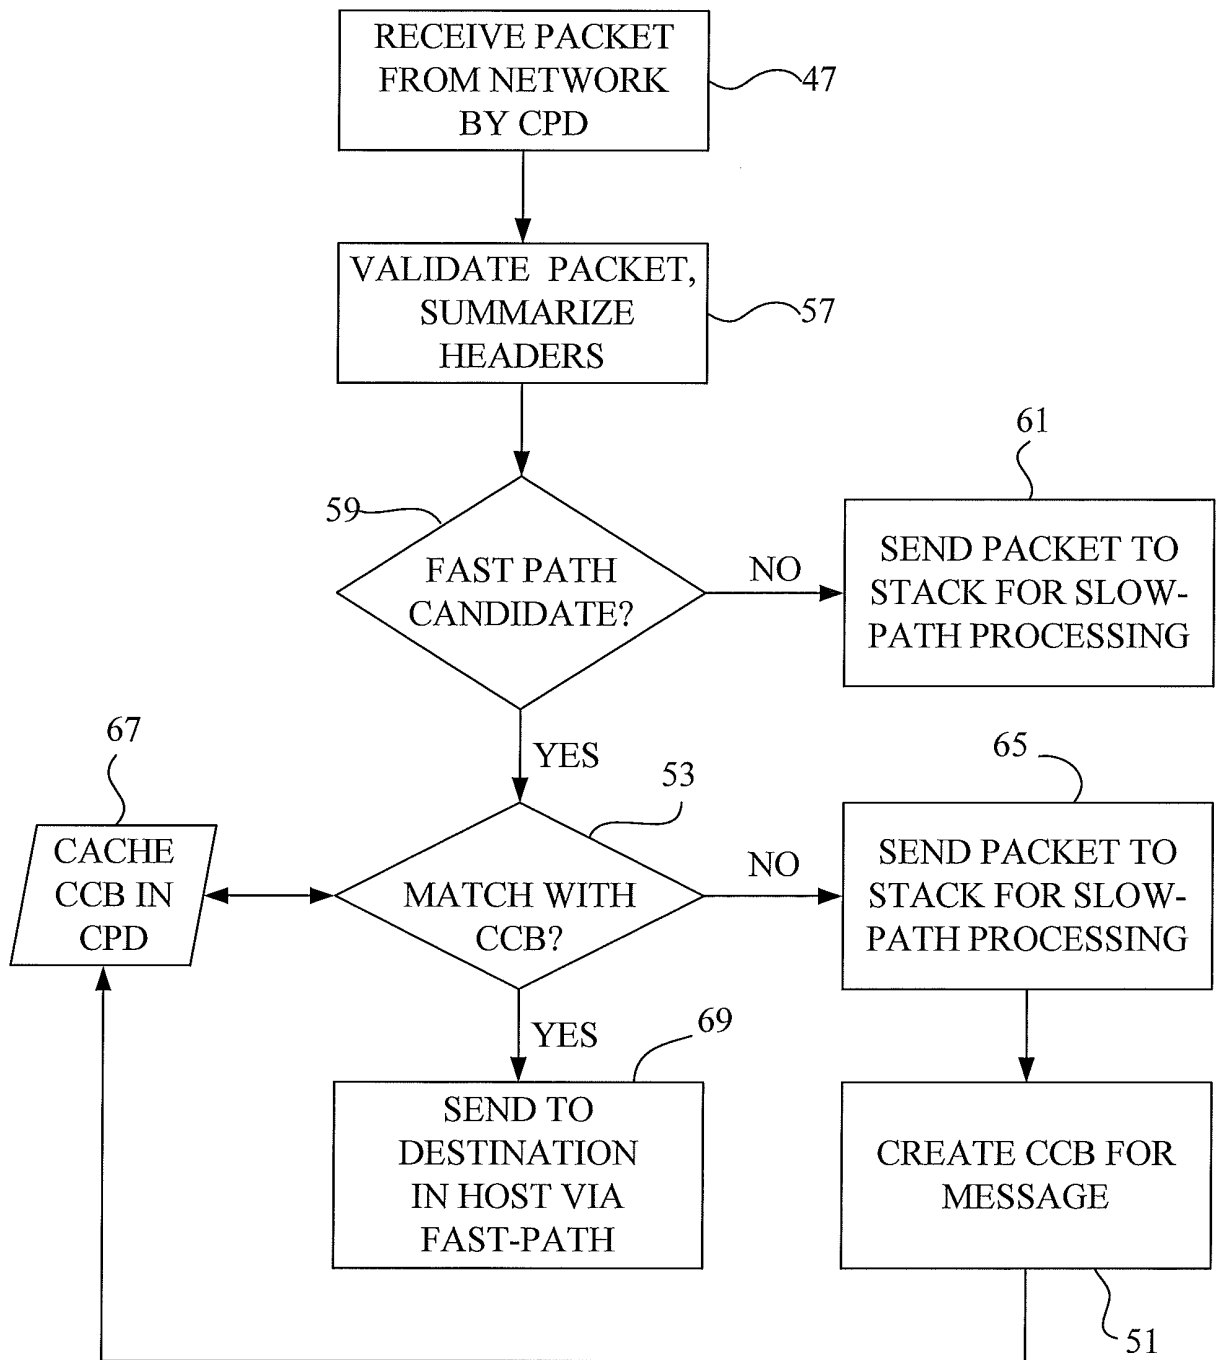 RECEIVE PACKET
FROM NETWORK
BY CPD
47
VALIDATE PACKET,
SUMMARIZE
HEADERS
57
59
FAST PATH
CANDIDATE?
NO
61
SEND PACKET TO
STACK FOR SLOW-
PATH PROCESSING
YES
67
CACHE
CCB IN
CPD
53
MATCH WITH
CCB?
NO
65
SEND PACKET TO
STACK FOR SLOW-
PATH PROCESSING
YES
69
SEND TO
DESTINATION
IN HOST VIA
FAST-PATH
CREATE CCB FOR
MESSAGE
51